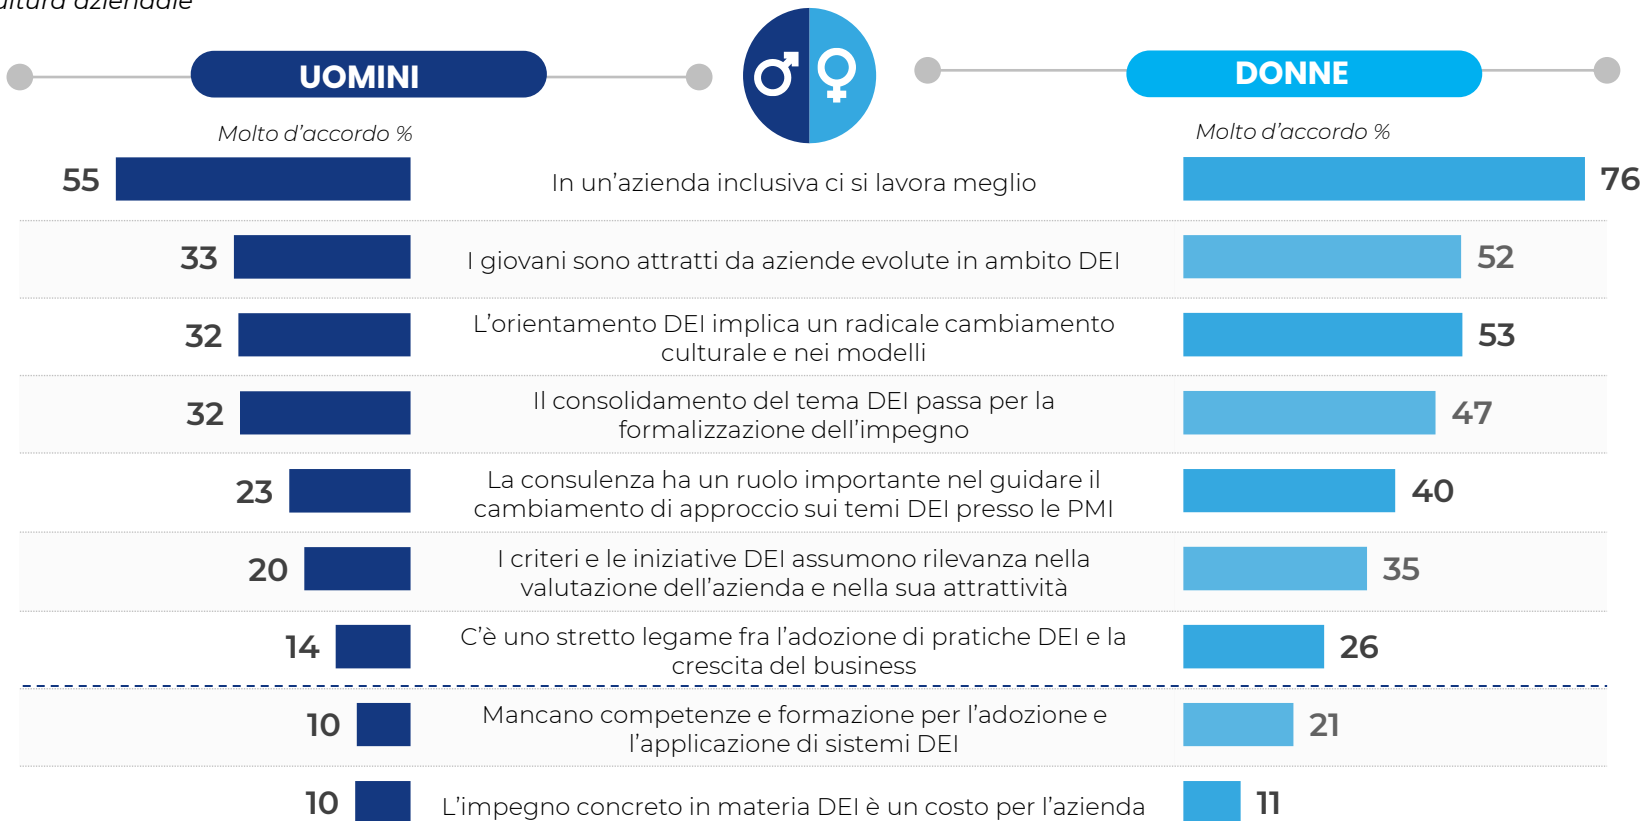 cultura aziendale
UOMINI
DONNE
Molto d'accordo %
Molto d'accordo %
55
In un'azienda inclusiva ci si lavora meglio
76
33
I giovani sono attratti da aziende evolute in ambito DEI
52
32
L'orientamento DEI implica un radicale cambiamento
culturale e nei modelli
53
32
Il consolidamento del tema DEI passa per la
formalizzazione dell'impegno
47
23
La consulenza ha un ruolo importante nel guidare il
cambiamento di approccio sui temi DEI presso le PMI
40
20
I criteri e le iniziative DEI assumono rilevanza nella
valutazione dell'azienda e nella sua attrattività
35
14
C'è uno stretto legame fra l'adozione di pratiche DEI e la
crescita del business
26
10
Mancano competenze e formazione per l'adozione e
l'applicazione di sistemi DEI
21
10
L'impegno concreto in materia DEI è un costo per l'azienda
11